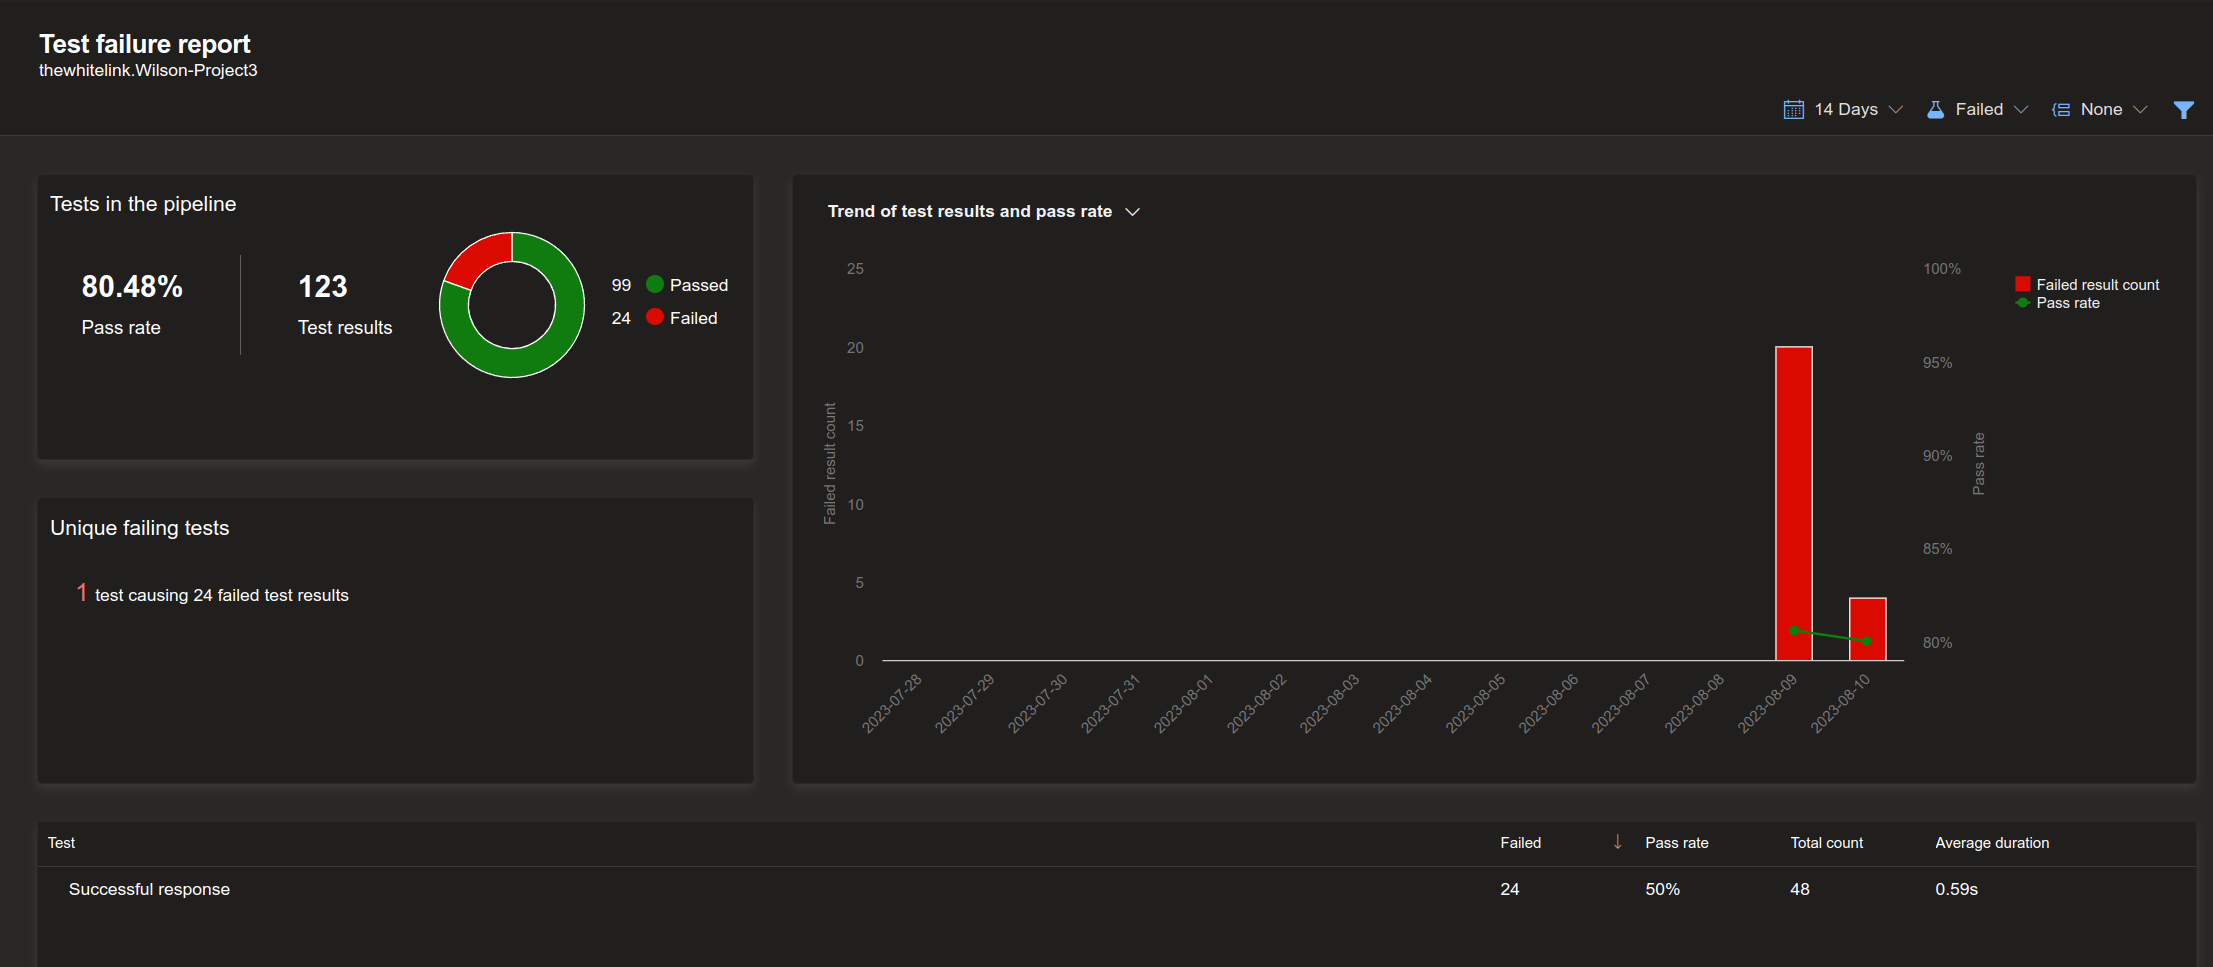 Test failure report
thewhitelink.Wilson-Project3
14 Days
Failed
None
Tests in the pipeline
80.48%
Pass rate
123
Test results
99 Passed
24 Failed
Unique failing tests
1 test causing 24 failed test results
Trend of test results and pass rate
25
20
15
10
5
0
Failed result count
2023-07-28
2023-07-29
2023-07-30
2023-07-31
2023-08-01
2023-08-02
2023-08-03
2023-08-04
2023-08-05
2023-08-06
2023-08-07
2023-08-08
2023-08-09
2023-08-10
100%
95%
90%
85%
80%
Pass rate
Failed result count
Pass rate
Test Failed Pass rate Total count Average duration
Successful response 24 50% 48 0.59s